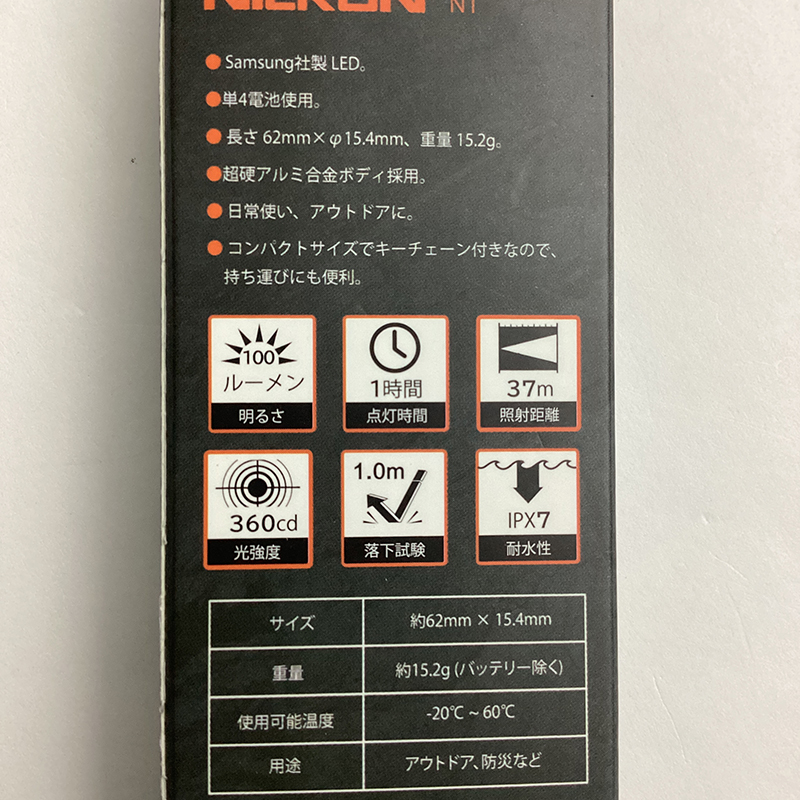 NICRON N1
● Samsung社製 LED。
●単4電池使用。
● 長さ 62mm×φ15.4mm、重量 15.2g。
●超硬アルミ合金ボディ採用。
● 日常使い、アウトドアに。
● コンパクトサイズでキーチェーン付きなので、
持ち運びにも便利。
100
ルーメン
明るさ
1時間
点灯時間
37m
照射距離
360cd
光強度
1.0m
落下試験
IPX7
耐水性
サイズ 約62mm × 15.4mm
重量 約15.2g (バッテリー除く)
使用可能温度 -20℃ ~ 60℃
用途 アウトドア、防災など